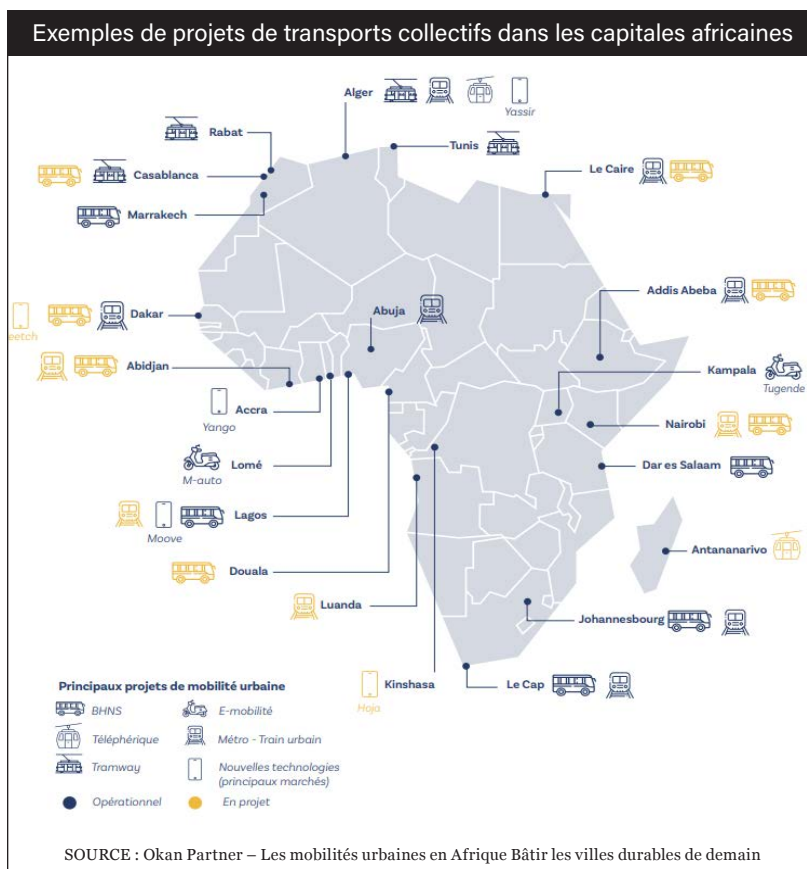 Exemples de projets de transports collectifs dans les capitales africaines
Alger
Yassir
Rabat
Tunis
Casablanca
Le Caire
Marrakech
Addis Abeba
Dakar
Abuja
eetch
Abidjan
Kampala
Tugende
Accra
Yango
Nairobi
Lomé
M-auto
Dar es Salaam
Lagos
Moove
Antananarivo
Douala
Luanda
Johannesbourg
Kinshasa
Le Cap
Principaux projets de mobilité urbaine
BHNS
E-mobilité
Téléphérique
Métro - Train urbain
Tramway
Nouvelles technologies
(principaux marchés)
Opérationnel
En projet
SOURCE : Okan Partner – Les mobilités urbaines en Afrique Bâtir les villes durables de demain